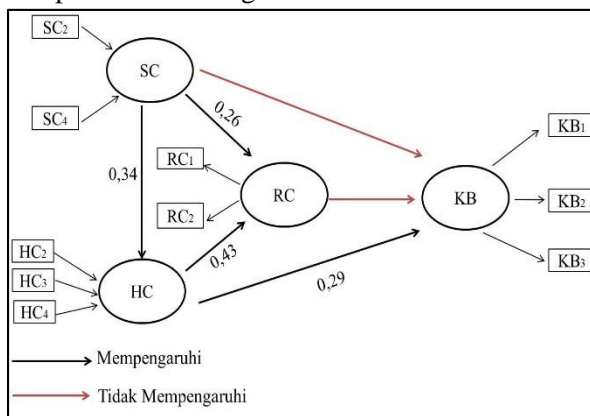 SC2
SC
SC4
0,26
KB1
RC1
0,34
RC
KB
KB2
RC2
HC2
0,43
KB3
HC3
HC
0,29
HC4
Mempengaruhi
Tidak Mempengaruhi